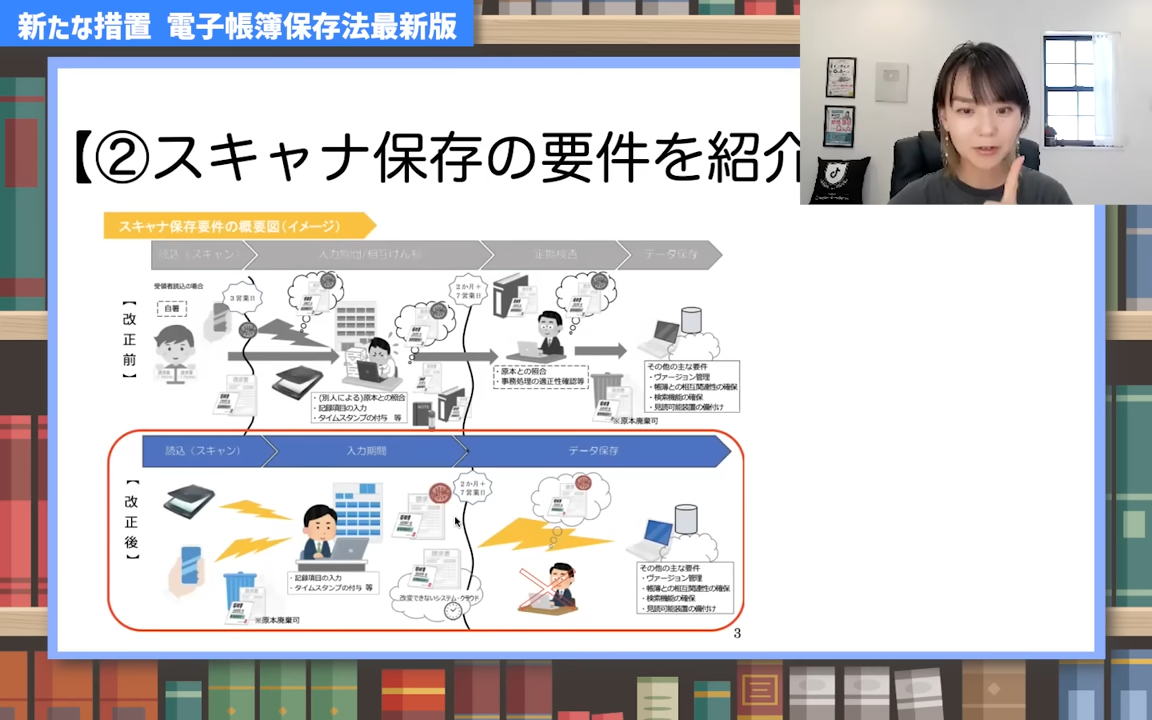 新たな措置 電子帳簿保存法最新版
【②スキャナ保存の要件を紹介
スキャナ保存要件の概要図(イメージ)
読込(スキャン)
入力期間/相互けん制
定期検査
データ保存
【改正前】
受領者読込の場合
自署
3営業日
2か月+
7営業日
・(別人による)原本との照合
・記録項目の入力
・タイムスタンプの付与 等
・原本との照合
・事務処理の適正性確認等
※原本廃棄可
その他の主な要件
・ヴァージョン管理
・帳簿との相互関連性の確保
・検索機能の確保
・見読可能装置の備付け
読込(スキャン)
入力期間
データ保存
【改正後】
2か月+
7営業日
・記録項目の入力
・タイムスタンプの付与 等
※原本廃棄可
改変できないシステム・クラウド
その他の主な要件
・ヴァージョン管理
・帳簿との相互関連性の確保
・検索機能の確保
・見読可能装置の備付け
3